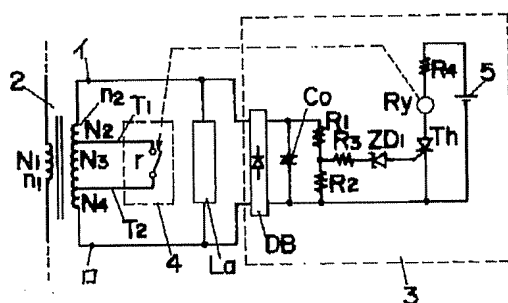 イ
2
n2
T1
N2
N1
n1
N3
r
N4
T2
4
La
ロ
DB
Co
R1
R3
ZD1
R2
Ry
R4
5
Th
3